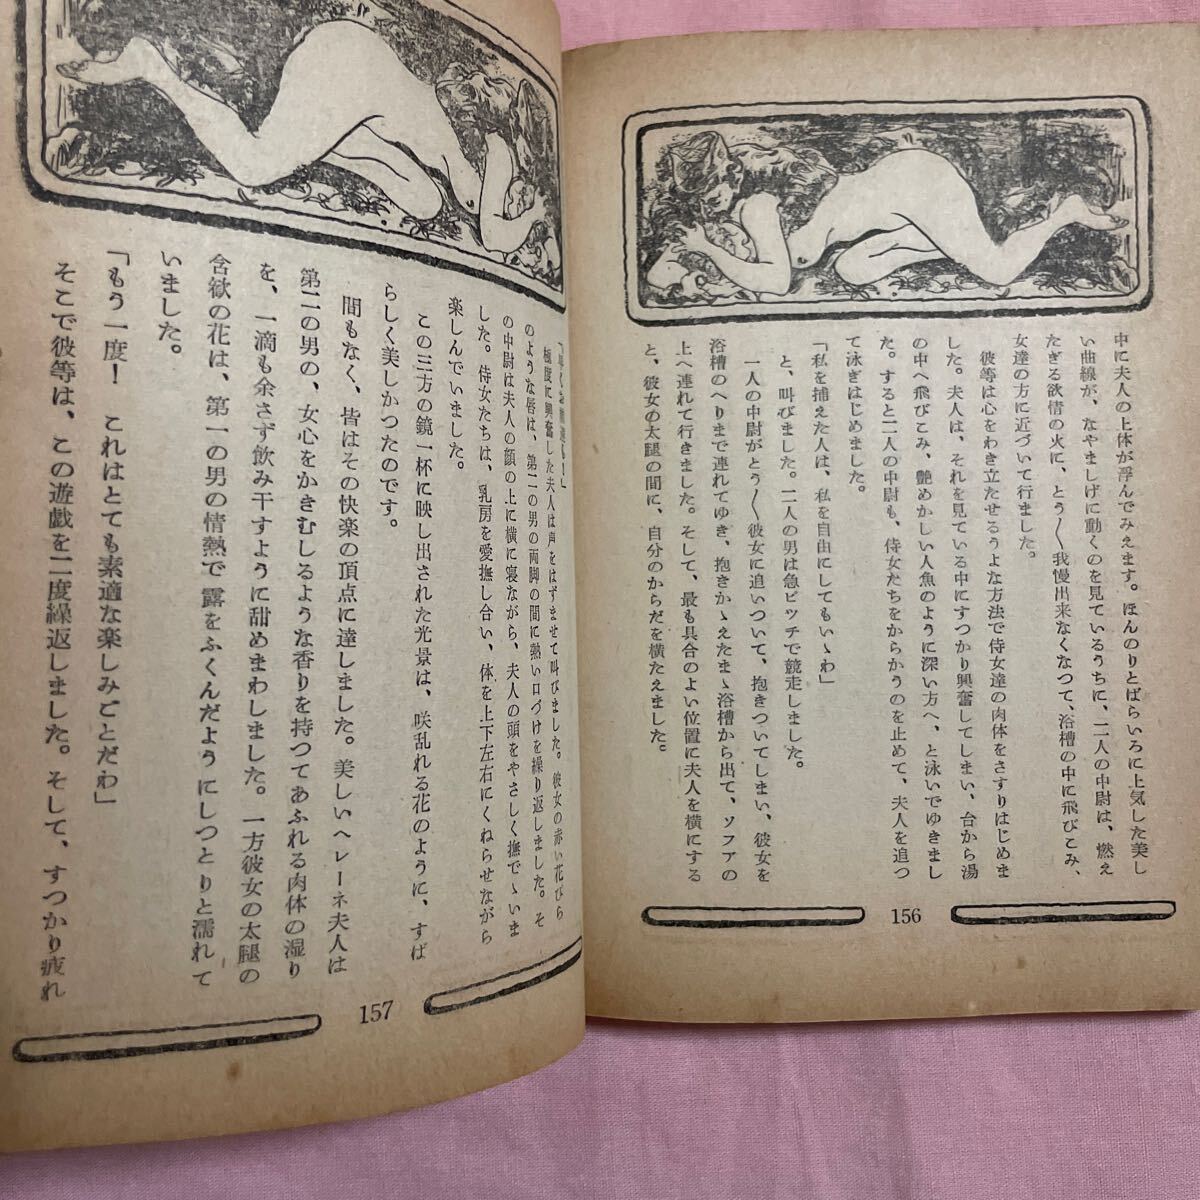 中に夫人の上体が浮んでみえます。ほんのりとばらいろに上気した美し
い曲線が、なやましげに動くのを見ているうちに、二人の中尉は、燃え
たぎる欲情の火に、とう〳〵我慢出来なくなつて、浴槽の中に飛びこみ、
女達の方に近づいて行ました。
彼等は心をわき立たせるうよな方法で侍女達の肉体をさすりはじめま
した。夫人は、それを見ている中にすつかり興奮してしまい、台から湯
の中へ飛びこみ、艶めかしい人魚のように深い方へ、と泳いでゆきまし
た。すると二人の中尉も、侍女たちをからかうのを止めて、夫人を追つ
て泳ぎはじめました。
「私を捕えた人は、私を自由にしてもいゝわ」
と、叫びました。二人の男は急ピッチで競走しました。
一人の中尉がとう〳〵彼女に追いついて、抱きついてしまい、彼女を
浴槽のへりまで連れてゆき、抱きかゝえたまゝ浴槽から出て、ソファの
上へ連れて行きました。そして、最も具合のよい位置に夫人を横にする
と、彼女の太腿の間に、自分のからだを横たえました。
156
極度に興奮した夫人は声をはずませて叫びました。彼女の赤い花びら
のような唇は、第二の男の両脚の間に熱い口づけを繰り返しました。そ
の中尉は夫人の顔の上に横に寝ながら、夫人の頭をやさしく撫でゝいま
した。侍女たちは、乳房を愛撫し合い、体を上下左右にくねらせながら
楽しんでいました。
この三方の鏡一杯に映し出された光景は、咲乱れる花のように、すば
らしく美しかつたのです。
間もなく、皆はその快楽の頂点に達しました。美しいヘレーネ夫人は
第二の男の、女心をかきむしるような香りを持つてあふれる肉体の湿り
を、一滴も余さず飲み干すように甜めまわしました。一方彼女の太腿の
含欲の花は、第一の男の情熱で露をふくんだようにしつとりと濡れて
いました。
「もう一度！　これはとても素適な楽しみごとだわ」
そこで彼等は、この遊戯を二度繰返しました。そして、すつかり疲れ
157